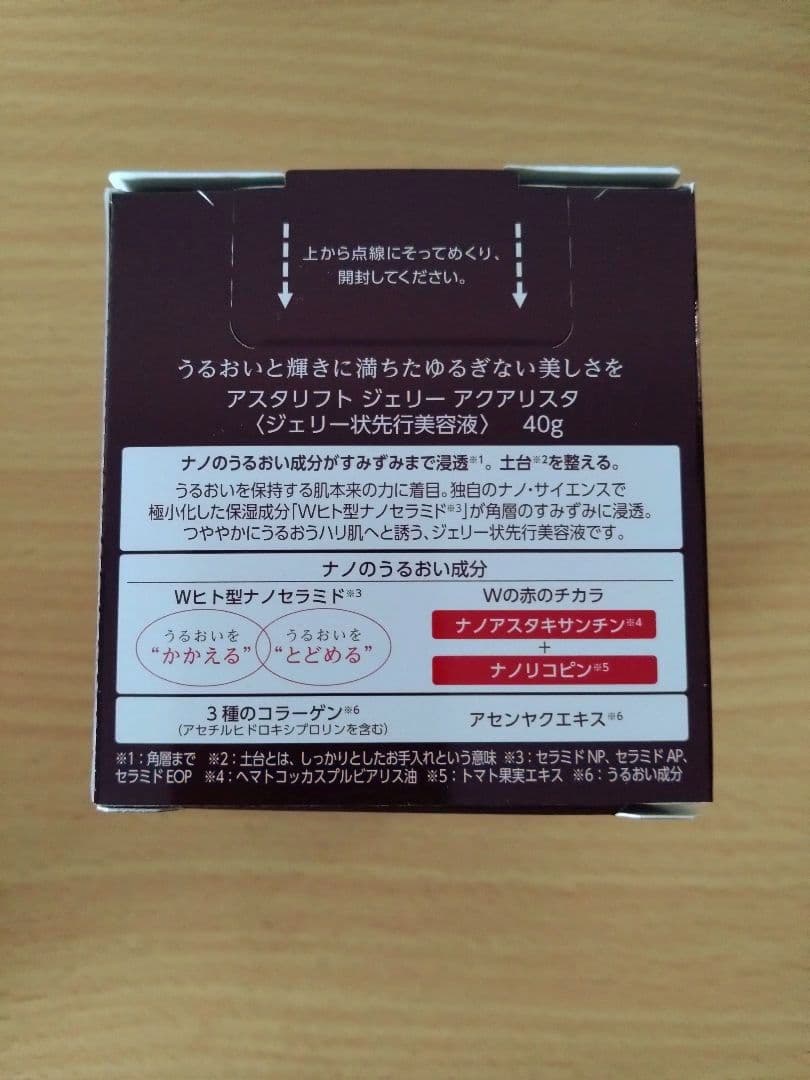 上から点線にそってめくり、
開封してください。
うるおいと輝きに満ちたゆるぎない美しさを
アスタリフト ジェリー アクアリスタ
〈ジェリー状先行美容液〉 40g
ナノのうるおい成分がすみずみまで浸透※1。土台※2を整える。
うるおいを保持する肌本来の力に着目。独自のナノ・サイエンスで
極小化した保湿成分「Wヒト型ナノセラミド※3」が角層のすみずみに浸透。
つややかにうるおうハリ肌へと誘う、ジェリー状先行美容液です。
ナノのうるおい成分
Wヒト型ナノセラミド※3
うるおいを
“かかえる”
うるおいを
“とどめる”
Wの赤のチカラ
ナノアスタキサンチン※4
+
ナノリコピン※5
3種のコラーゲン※6
(アセチルヒドロキシプロリンを含む)
アセンヤクエキス※6
※1：角層まで ※2：土台とは、しっかりとしたお手入れという意味 ※3：セラミドNP、セラミドAP、
セラミドEOP ※4：ヘマトコッカスプルビアリス油 ※5：トマト果実エキス ※6：うるおい成分